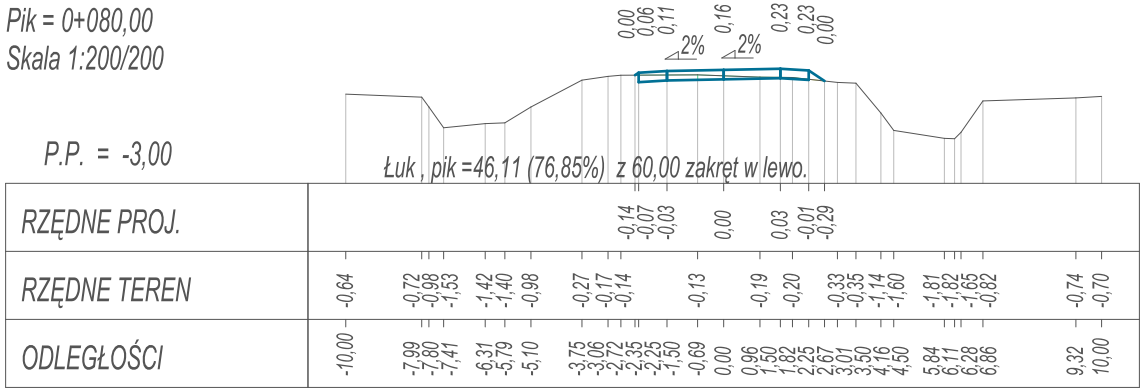 Pik = 0+080,00
Skala 1:200/200
0,00 0,06 0,11 0,16 0,23 0,23 0,00
2% 2%
P.P. = -3,00
Łuk , pik =46,11 (76,85%) z 60,00 zakręt w lewo.
RZĘDNE PROJ. -0,14 -0,07 -0,03 0,00 0,03 -0,01 -0,29
RZĘDNE TEREN -0,64 -0,72 -0,98 -1,53 -1,42 -1,40 -0,98 -0,27 -0,17 -0,14 -0,13 -0,19 -0,20 -0,33 -0,35 -1,14 -1,60 -1,81 -1,82 -1,65 -0,82 -0,74 -0,70
ODLEGŁOŚCI -10,00 -7,99 -7,80 -7,41 -6,31 -5,79 -5,10 -3,75 -3,06 -2,72 -2,35 -2,25 -1,50 -0,69 0,00 0,96 1,50 1,82 2,25 2,67 3,01 3,50 4,16 4,50 5,84 6,11 6,28 6,86 9,32 10,00